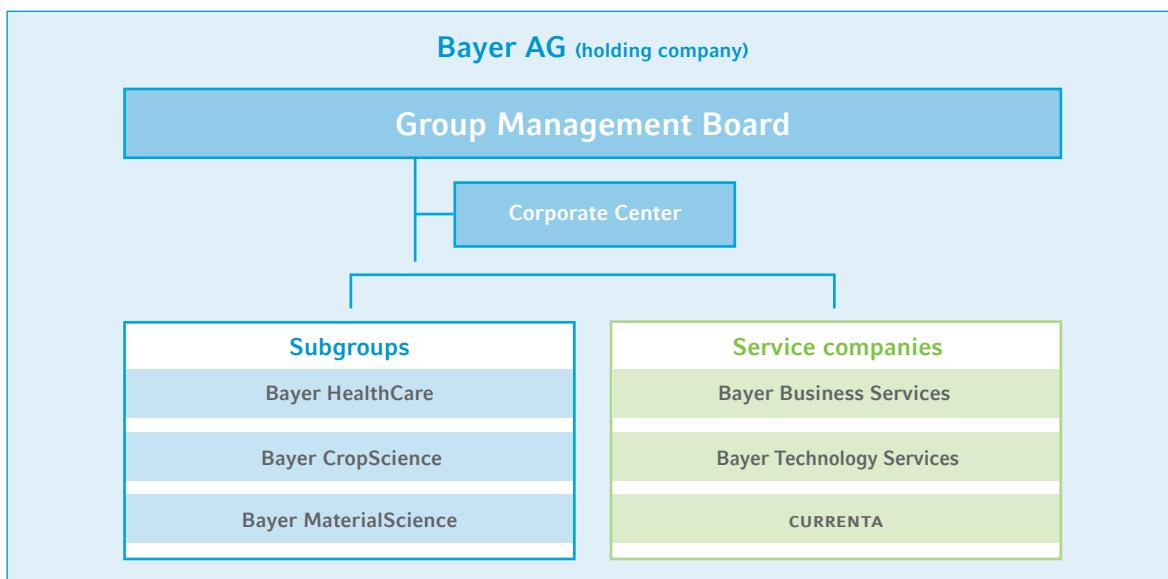 Bayer AG (holding company)
Group Management Board
Corporate Center
Subgroups
Bayer HealthCare
Bayer CropScience
Bayer MaterialScience
Service companies
Bayer Business Services
Bayer Technology Services
CURRENTA